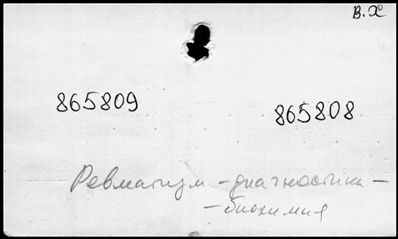 В. Х
865809
865808
Ревматизм – диагностика –
– биохимия